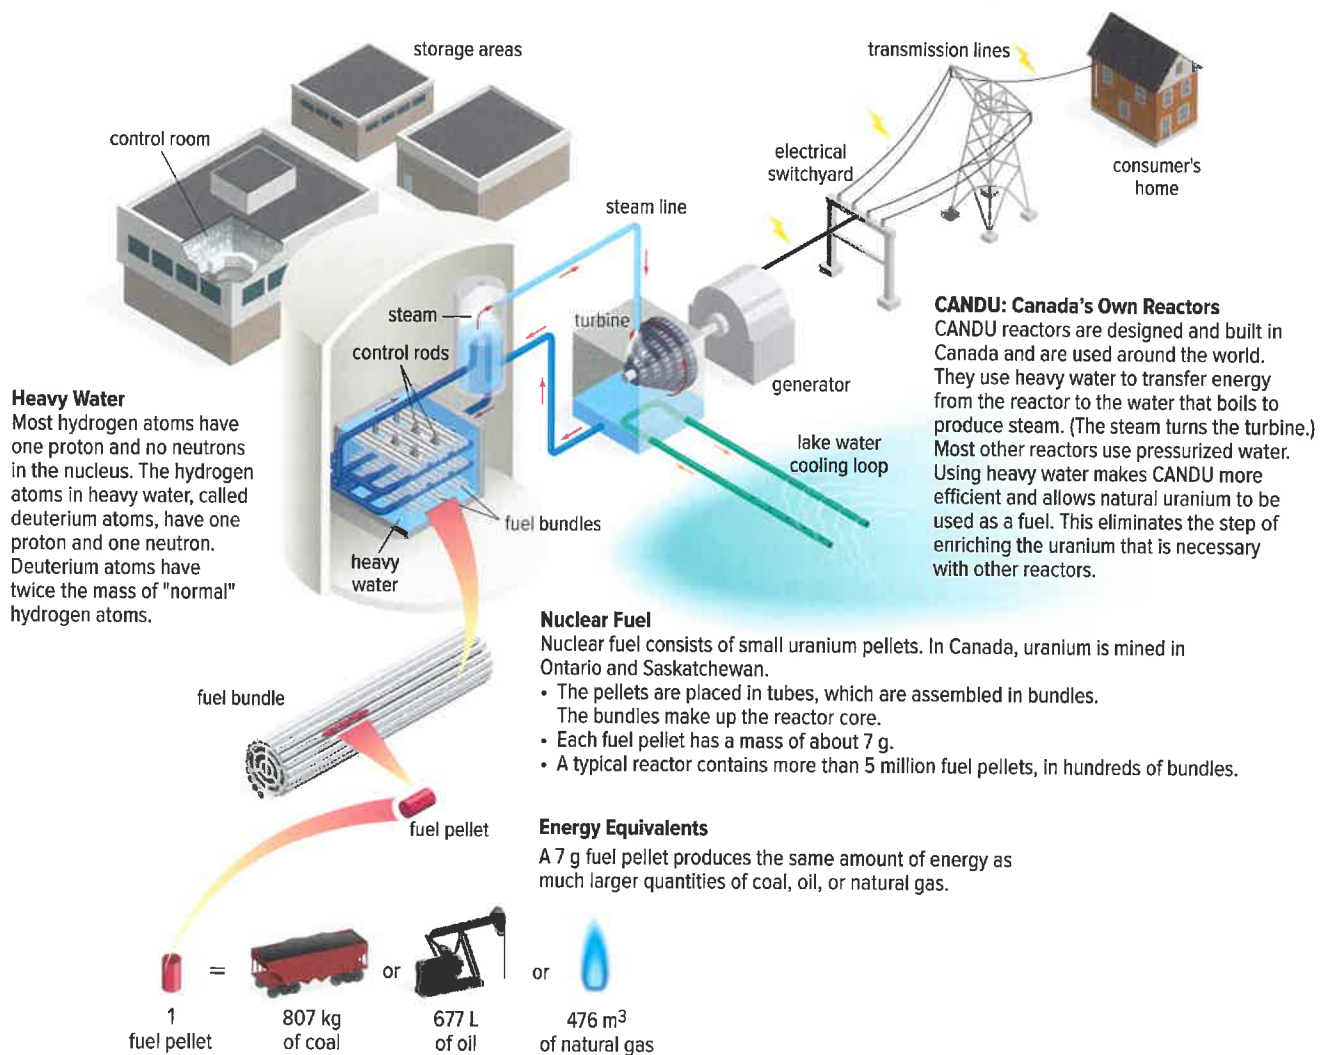 storage areas
control room
transmission lines
electrical
switchyard
consumer's
home
steam line
steam
control rods
turbine
generator
lake water
cooling loop
fuel bundles
heavy
water
Heavy Water
Most hydrogen atoms have
one proton and no neutrons
in the nucleus. The hydrogen
atoms in heavy water, called
deuterium atoms, have one
proton and one neutron.
Deuterium atoms have
twice the mass of "normal"
hydrogen atoms.
CANDU: Canada's Own Reactors
CANDU reactors are designed and built in
Canada and are used around the world.
They use heavy water to transfer energy
from the reactor to the water that boils to
produce steam. (The steam turns the turbine.)
Most other reactors use pressurized water.
Using heavy water makes CANDU more
efficient and allows natural uranium to be
used as a fuel. This eliminates the step of
enriching the uranium that is necessary
with other reactors.
Nuclear Fuel
Nuclear fuel consists of small uranium pellets. In Canada, uranium is mined in
Ontario and Saskatchewan.
• The pellets are placed in tubes, which are assembled in bundles.
The bundles make up the reactor core.
• Each fuel pellet has a mass of about 7 g.
• A typical reactor contains more than 5 million fuel pellets, in hundreds of bundles.
fuel bundle
fuel pellet
Energy Equivalents
A 7 g fuel pellet produces the same amount of energy as
much larger quantities of coal, oil, or natural gas.
= or or
1
fuel pellet
807 kg
of coal
677 L
of oil
476 m³
of natural gas